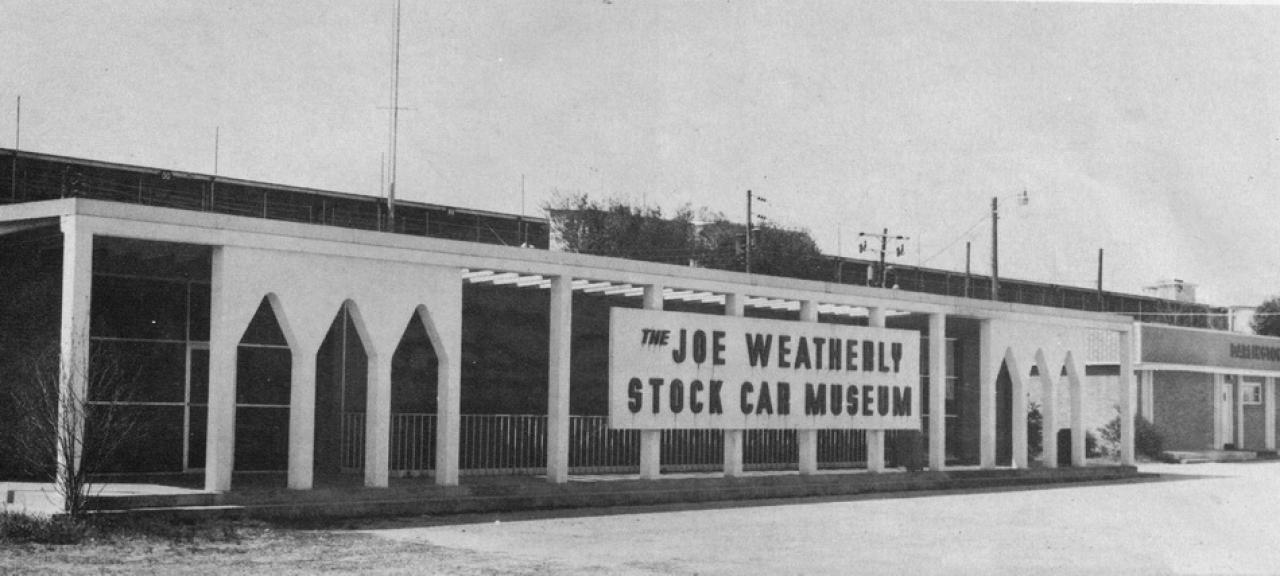 THE JOE WEATHERLY
STOCK CAR MUSEUM